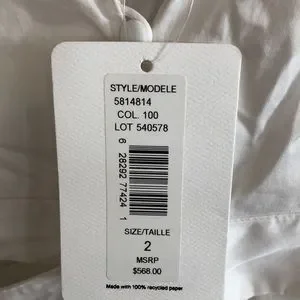 STYLE/MODELE
5814814
COL. 100
LOT 540578
6 28292 77424 1
SIZE/TAILLE
2
MSRP
$568.00
Made with 100% recycled paper